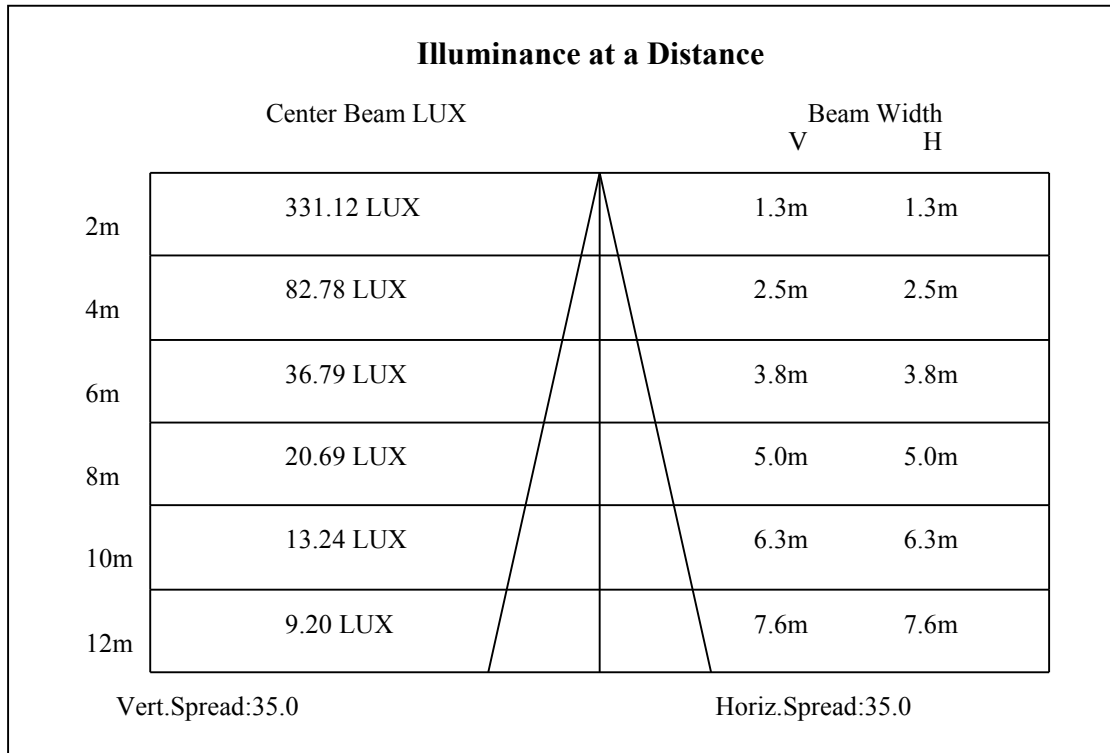 Illuminance at a Distance
Center Beam LUX Beam Width
V H
2m 331.12 LUX 1.3m 1.3m
4m 82.78 LUX 2.5m 2.5m
6m 36.79 LUX 3.8m 3.8m
8m 20.69 LUX 5.0m 5.0m
10m 13.24 LUX 6.3m 6.3m
12m 9.20 LUX 7.6m 7.6m
Vert.Spread:35.0 Horiz.Spread:35.0